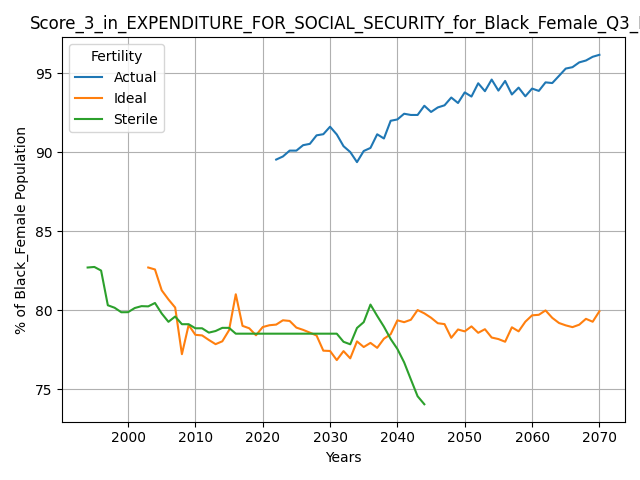 Score_3_in_EXPENDITURE_FOR_SOCIAL_SECURITY_for_Black_Female_Q3_
Fertility
Actual
Ideal
Sterile
% of Black_Female Population
95
90
85
80
75
2000 2010 2020 2030 2040 2050 2060 2070
Years